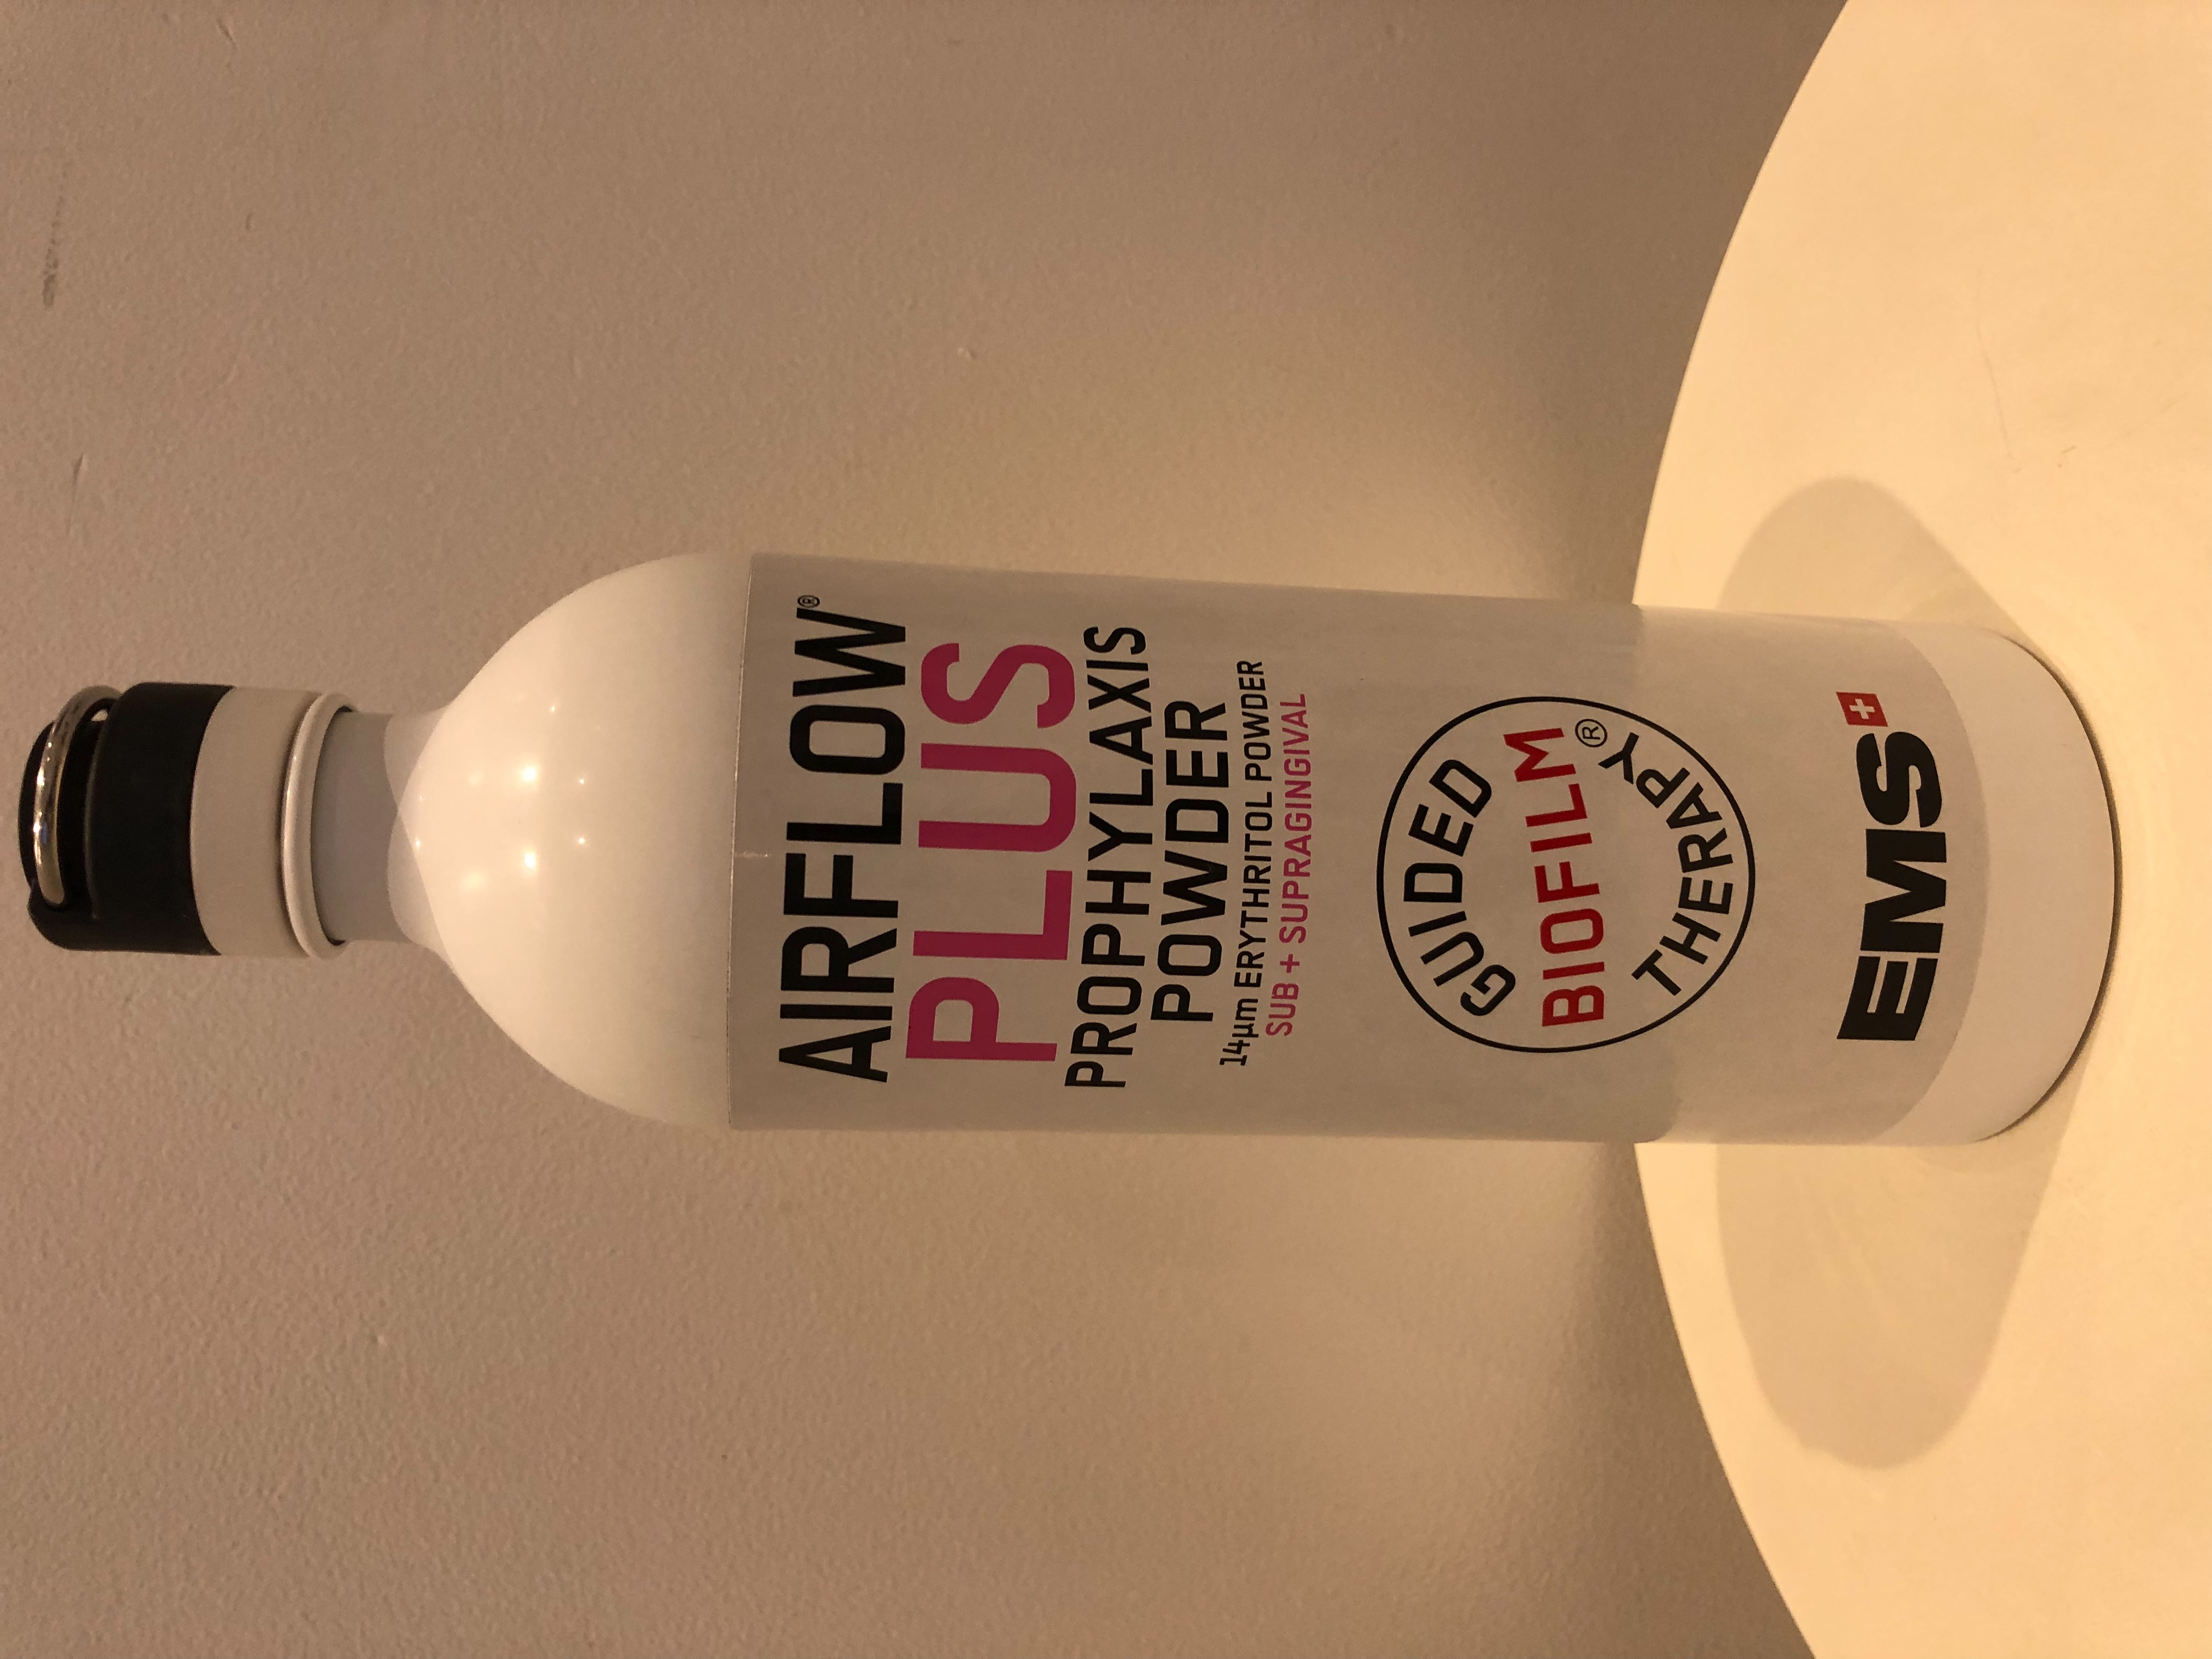 AIRFLOW®
PLUS
PROPHYLAXIS
POWDER
14µm ERYTHRITOL POWDER
SUB + SUPRAGINGIVAL
GUIDED
BIOFILM®
THERAPY
EMS